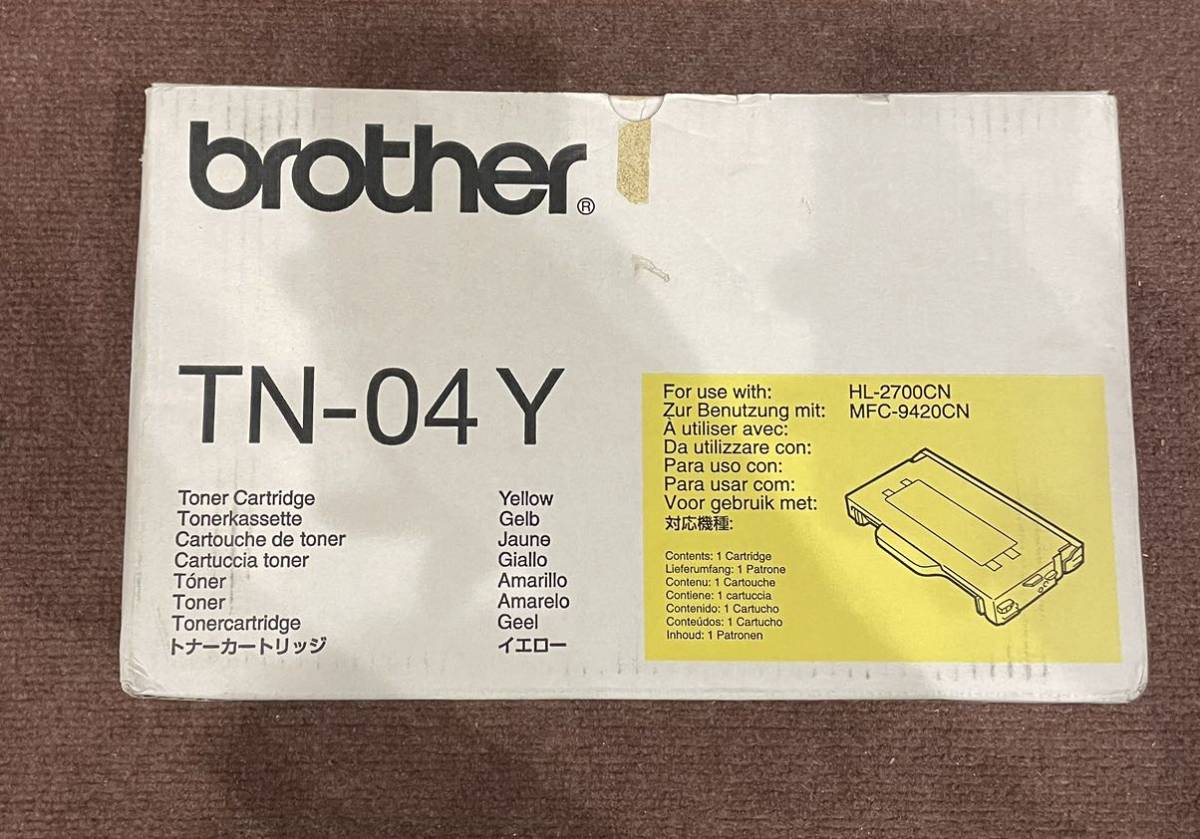 brother®
TN-04 Y
Toner Cartridge Yellow
Tonerkassette Gelb
Cartouche de toner Jaune
Cartuccia toner Giallo
Tóner Amarillo
Toner Amarelo
Tonercartridge Geel
トナーカートリッジ イエロー
For use with: HL-2700CN
Zur Benutzung mit: MFC-9420CN
À utiliser avec:
Da utilizzare con:
Para uso con:
Para usar com:
Voor gebruik met:
対応機種:
Contents: 1 Cartridge
Lieferumfang: 1 Patrone
Contenu: 1 Cartouche
Contiene: 1 cartuccia
Contenido: 1 Cartucho
Conteúdos: 1 Cartucho
Inhoud: 1 Patronen